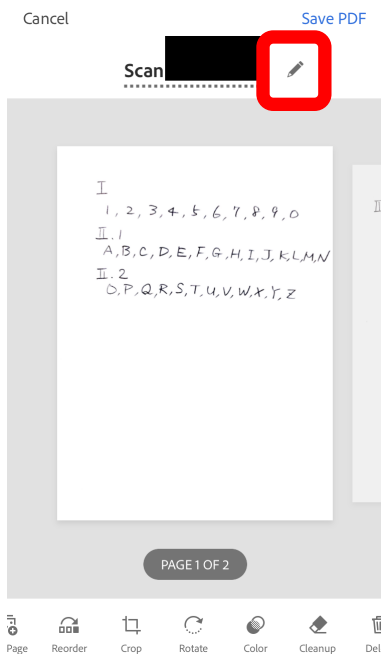 Cancel Save PDF
Scan
I
1, 2, 3, 4, 5, 6, 7, 8, 9, 0
II.1
A, B, C, D, E, F, G, H, I, J, K, L, M, N
II.2
O, P, Q, R, S, T, U, V, W, X, Y, Z
PAGE 1 OF 2
Page Reorder Crop Rotate Color Cleanup